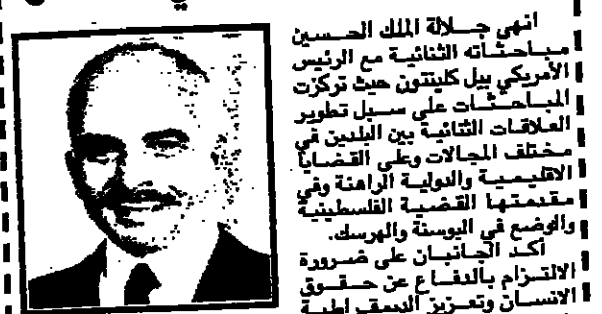 انهى جلالة الملك الحسين
مباحثاته الثنائية مع الرئيس
الأمريكي بيل كلينتون حيث تركزت
المباحثات على سبل تطوير
العلاقات الثنائية بين البلدين في
مختلف المجالات وعلى القضايا
الاقليمية والدولية الراهنة وفي
مقدمتها القضية الفلسطينية
والوضع في البوسنة والهرسك.
أكد الجانبان على ضرورة
الالتزام بالدفاع عن حقوق
الانسان وتعزيز الديمقراطية